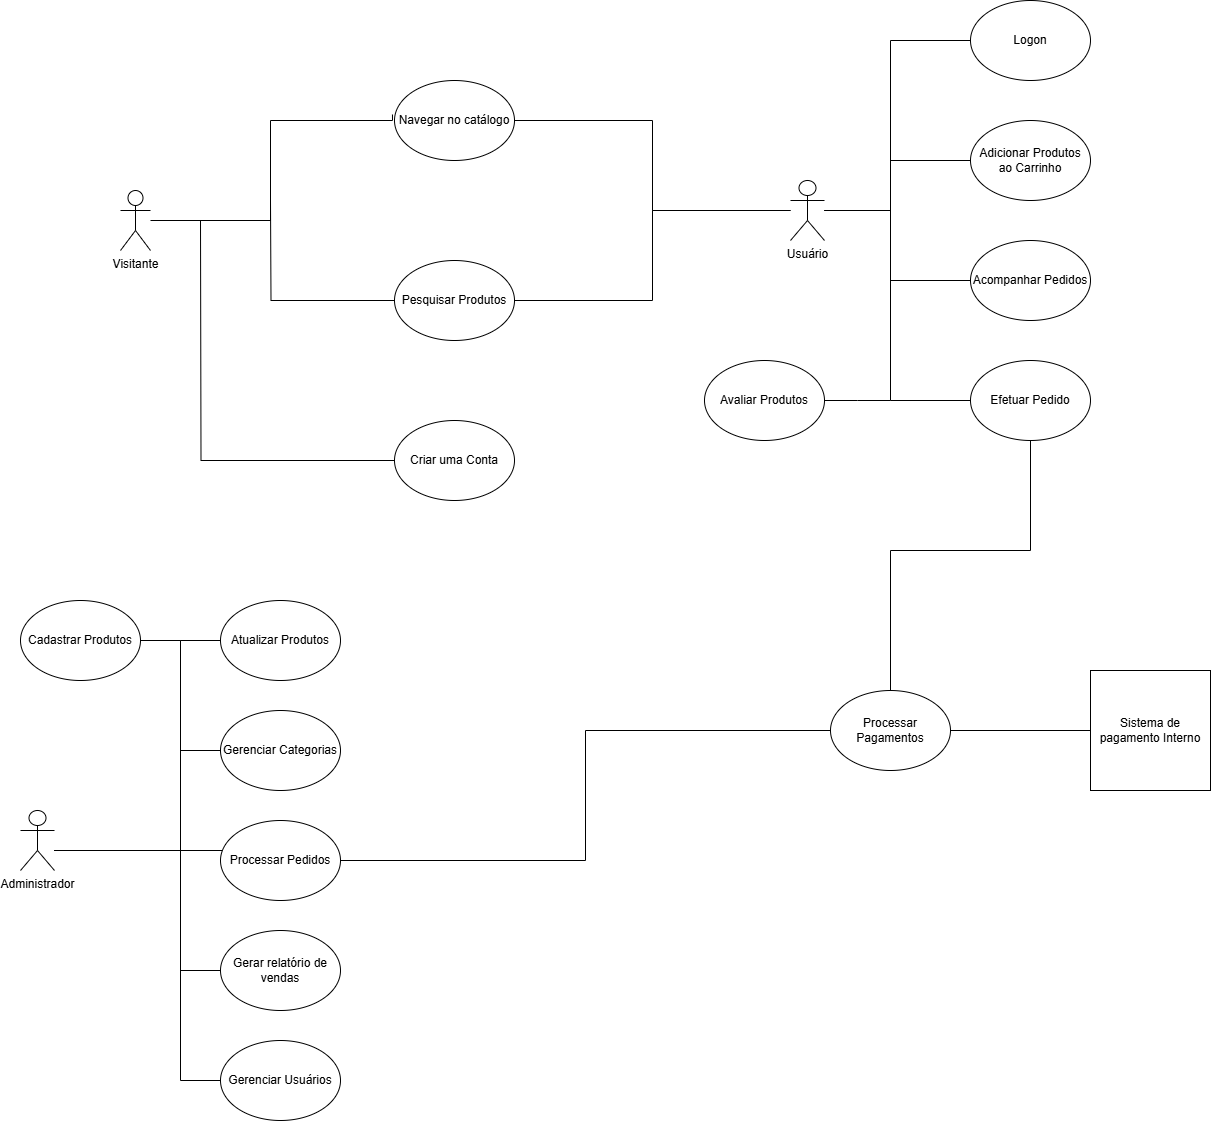 Logon
Navegar no catálogo
Adicionar Produtos
ao Carrinho
Visitante
Usuário
Pesquisar Produtos
Acompanhar Pedidos
Avaliar Produtos
Efetuar Pedido
Criar uma Conta
Cadastrar Produtos
Atualizar Produtos
Gerenciar Categorias
Processar
Pagamentos
Sistema de
pagamento Interno
Processar Pedidos
Administrador
Gerar relatório de
vendas
Gerenciar Usuários